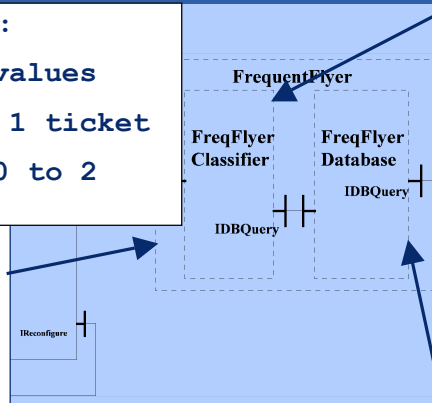 :
values
1 ticket
0 to 2
FrequentFlyer
FreqFlyer
Classifier
FreqFlyer
Database
IDBQuery
IDBQuery
IReconfigure